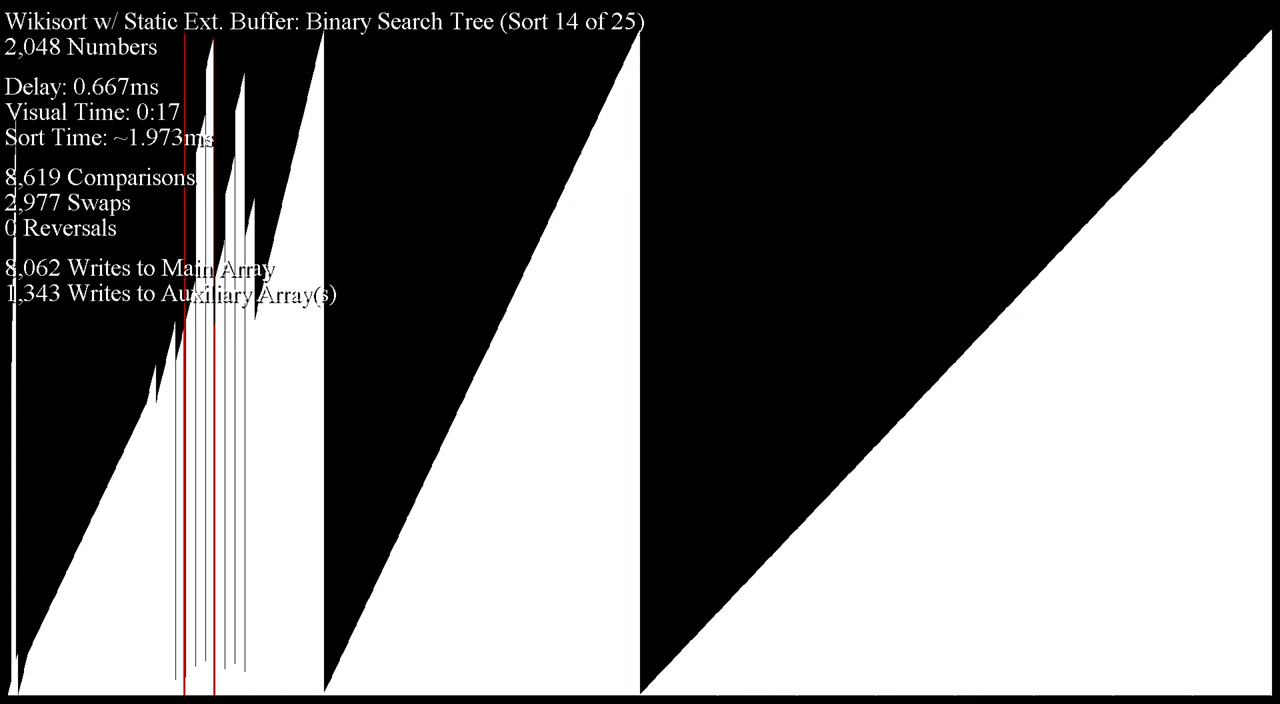 Wikisort w/ Static Ext. Buffer: Binary Search Tree (Sort 14 of 25)
2,048 Numbers
Delay: 0.667ms
Visual Time: 0:17
Sort Time: ~1.973ms
8,619 Comparisons
2,977 Swaps
0 Reversals
8,062 Writes to Main Array
1,343 Writes to Auxiliary Array(s)